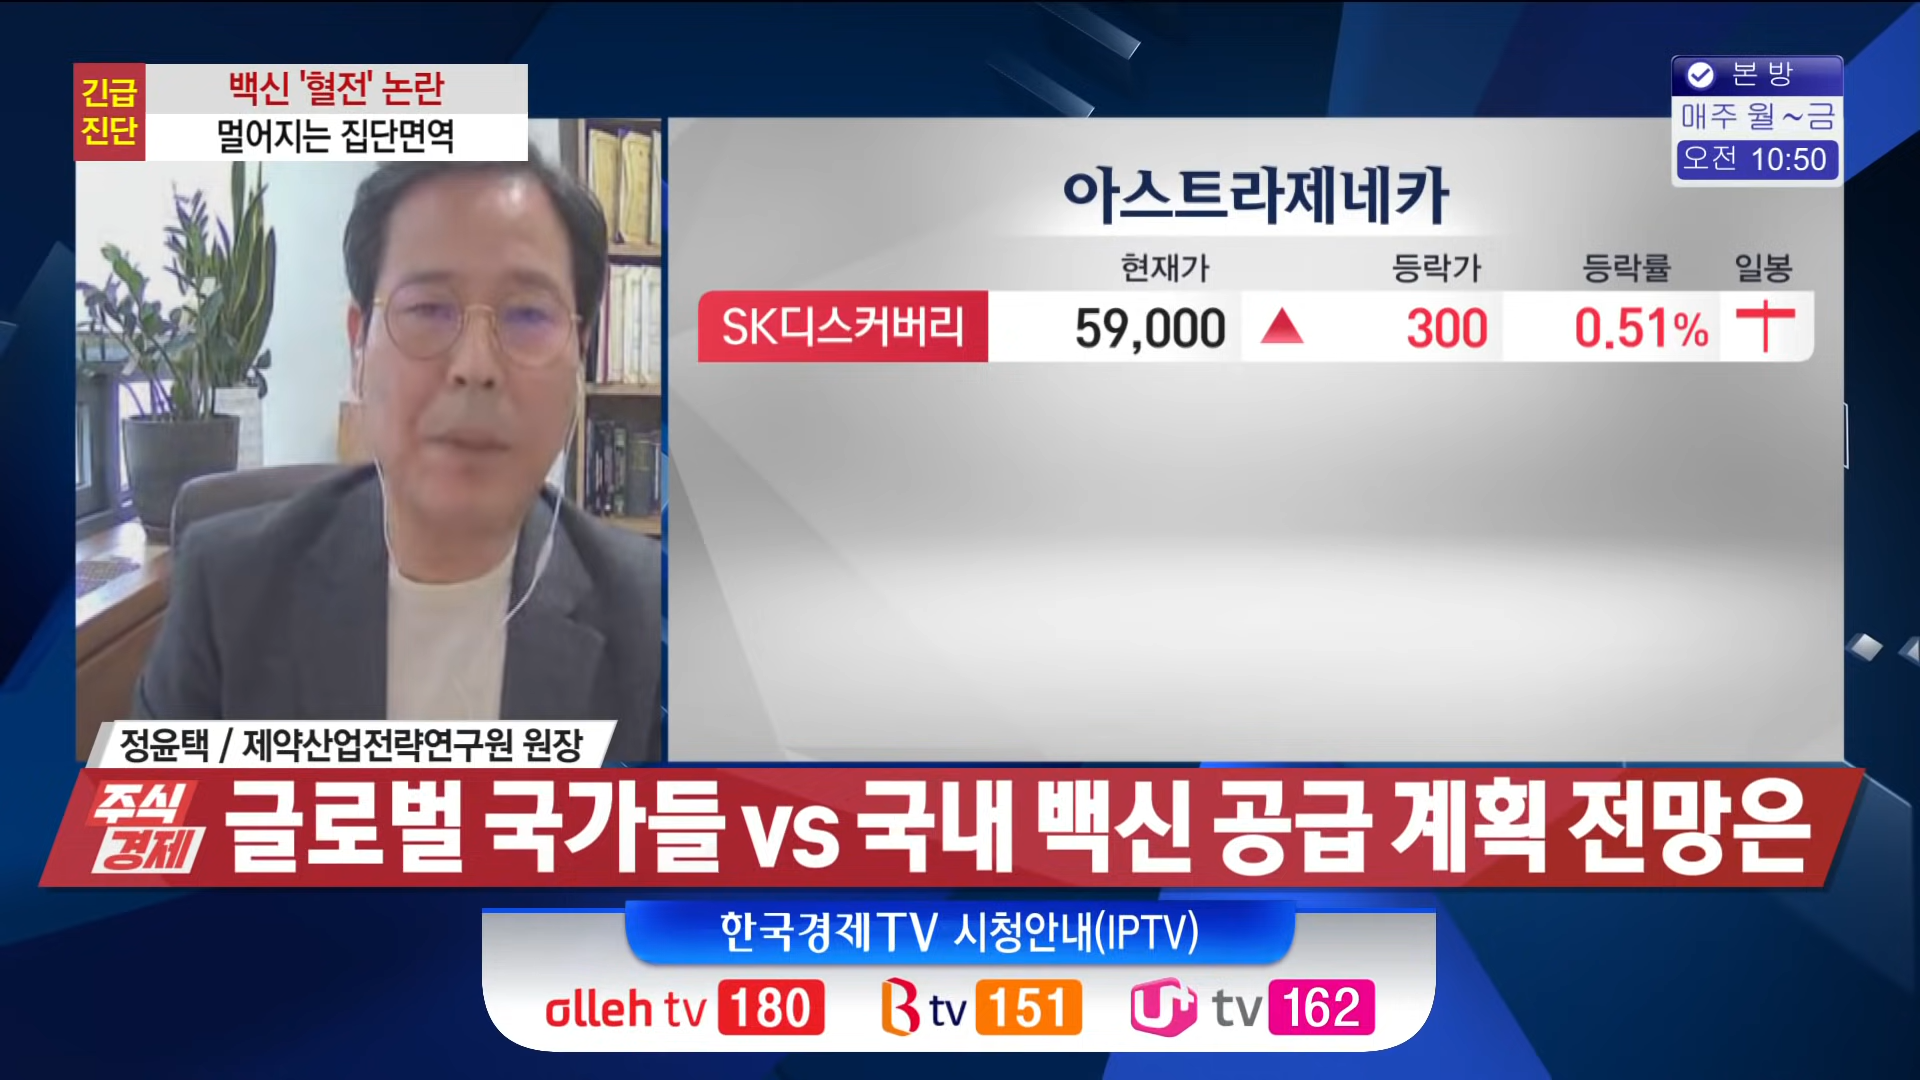 긴급
진단
백신 '혈전' 논란
멀어지는 집단면역
본 방
매주 월~금
오전 10:50
아스트라제네카
현재가 등락가 등락률 일봉
SK디스커버리 59,000 ▲ 300 0.51%
정윤택 / 제약산업전략연구원 원장
주식
경제
글로벌 국가들 vs 국내 백신 공급 계획 전망은
한국경제TV 시청안내(IPTV)
olleh tv 180 B tv 151 U+ tv 162